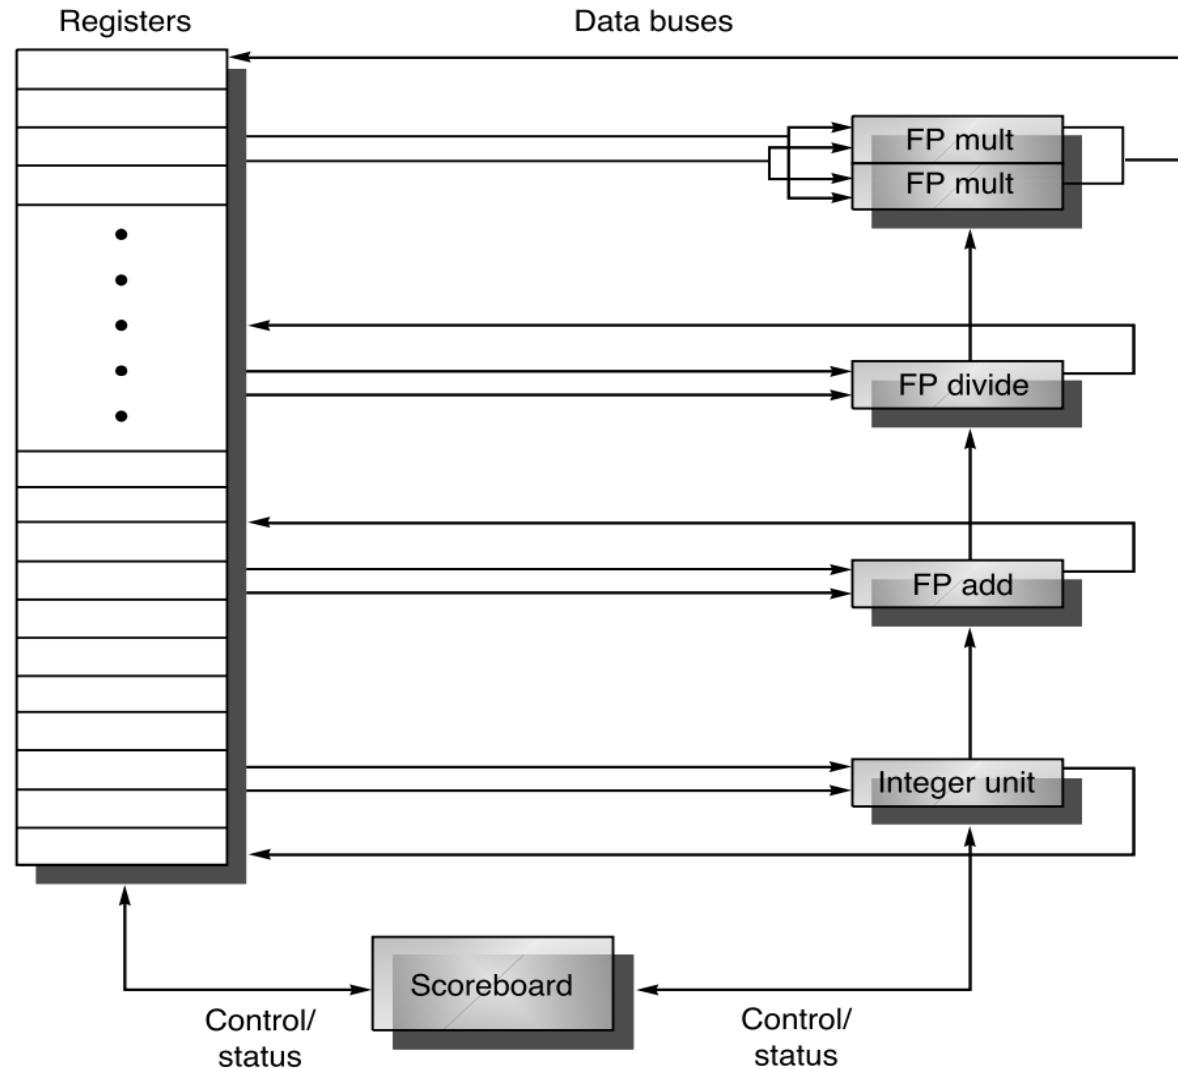 Registers
Data buses
FP mult
FP mult
FP divide
FP add
Integer unit
Scoreboard
Control/
status
Control/
status